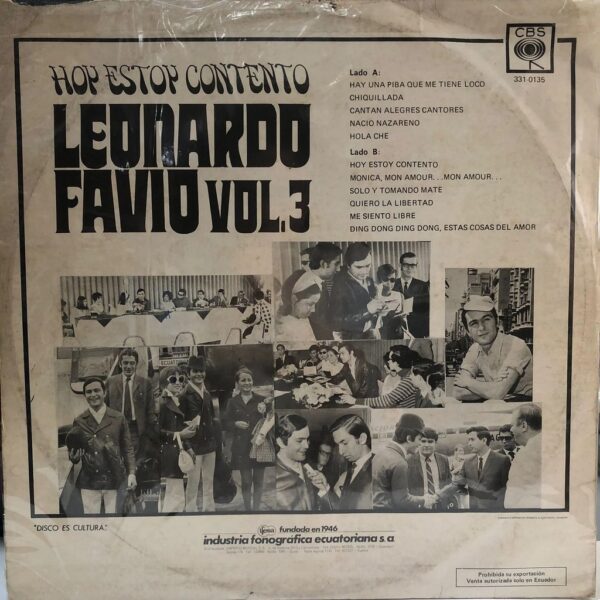 HOY ESTOY CONTENTO
LEONARDO
FAVIO VOL.3
CBS
331-0135
Lado A:
HAY UNA PIBA QUE ME TIENE LOCO
CHIQUILLADA
CANTAN ALEGRES CANTORES
NACIO NAZARENO
HOLA CHE
Lado B:
HOY ESTOY CONTENTO
MONICA, MON AMOUR...MON AMOUR...
SOLO Y TOMANDO MATE
QUIERO LA LIBERTAD
ME SIENTO LIBRE
DING DONG DING DONG, ESTAS COSAS DEL AMOR
"DISCO ES CULTURA."
ifesa fundada en 1946
industria fonográfica ecuatoriana s.a.
Prohibida su exportación
Venta autorizada solo en Ecuador